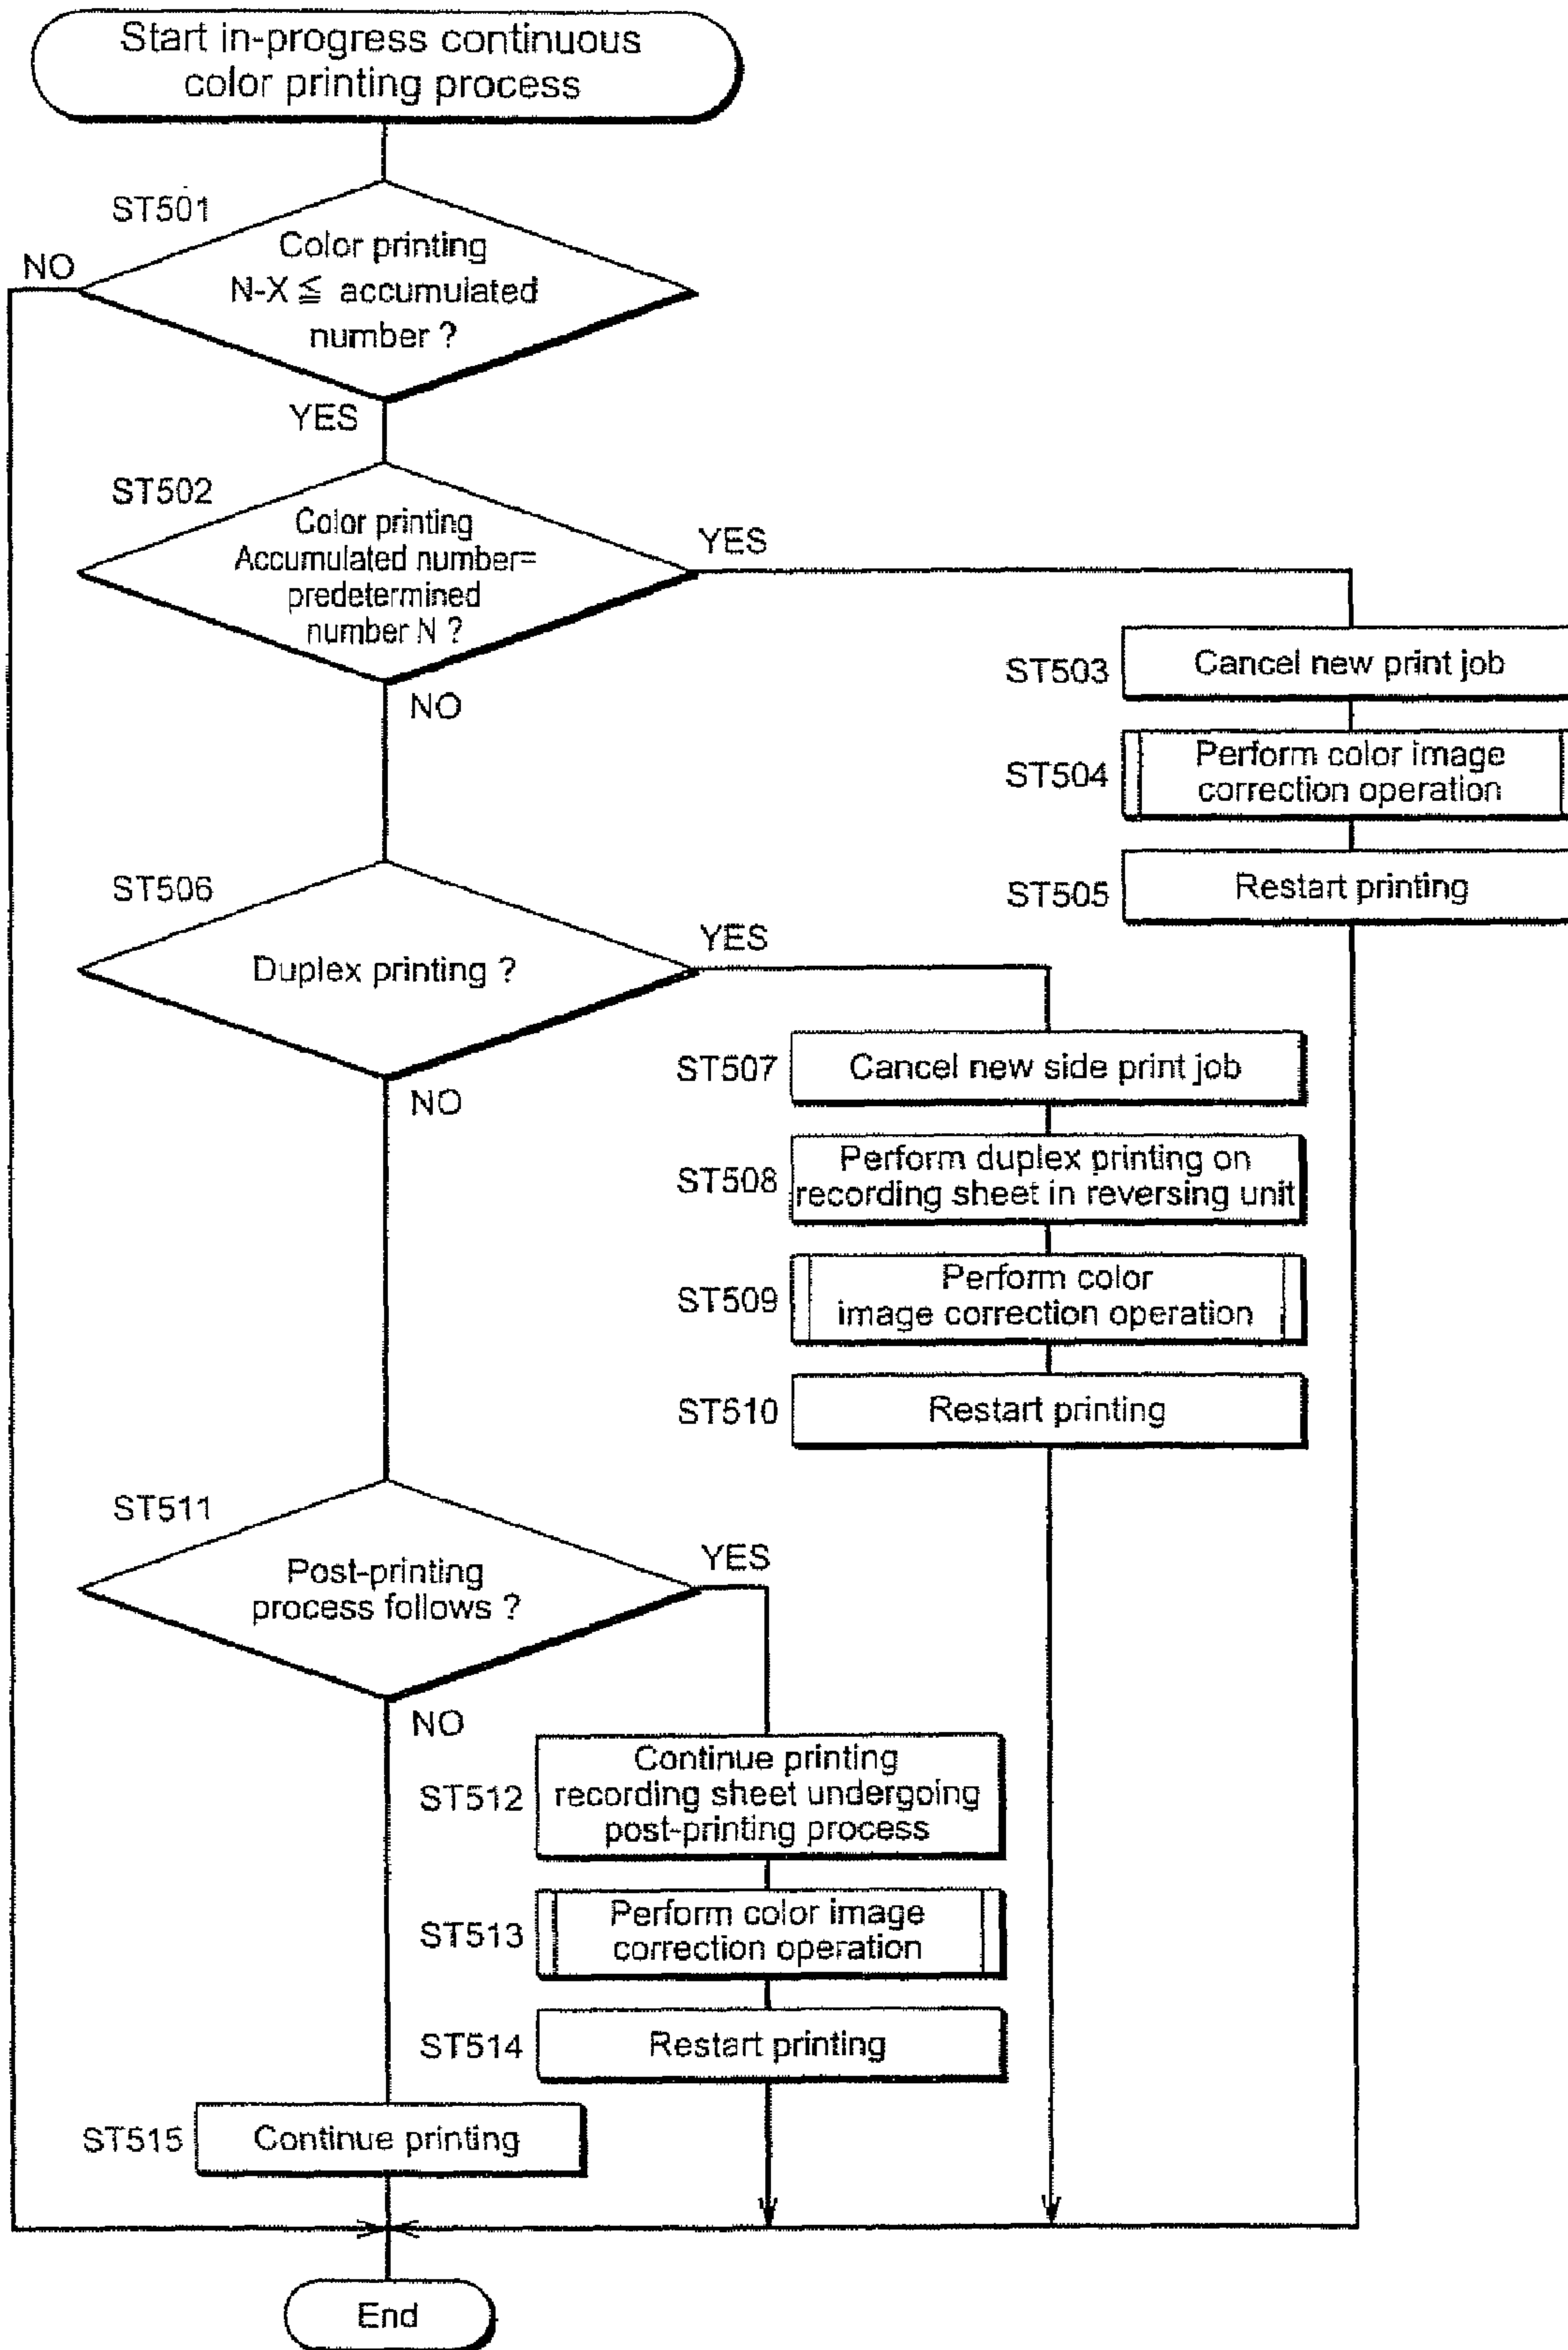 Start in-progress continuous
color printing process
ST501
Color printing
N-X ≦ accumulated
number ?
NO
YES
ST502
Color printing
Accumulated number=
predetermined
number N ?
YES
NO
ST503
Cancel new print job
ST504
Perform color image
correction operation
ST505
Restart printing
ST506
Duplex printing ?
YES
NO
ST507
Cancel new side print job
ST508
Perform duplex printing on
recording sheet in reversing unit
ST509
Perform color
image correction operation
ST510
Restart printing
ST511
Post-printing
process follows ?
YES
NO
ST512
Continue printing
recording sheet undergoing
post-printing process
ST513
Perform color image
correction operation
ST514
Restart printing
ST515
Continue printing
End